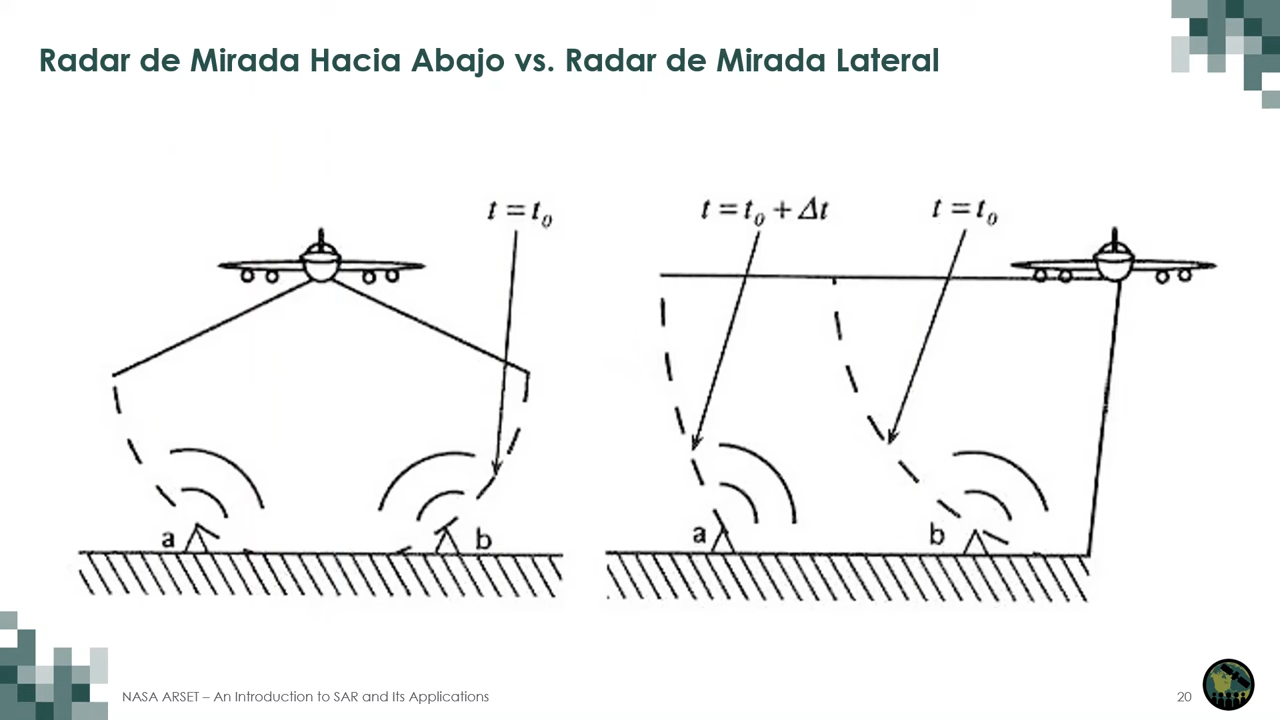 Radar de Mirada Hacia Abajo vs. Radar de Mirada Lateral
t = t₀
t = t₀ + Δt
t = t₀
a
b
a
b
NASA ARSET – An Introduction to SAR and Its Applications
20